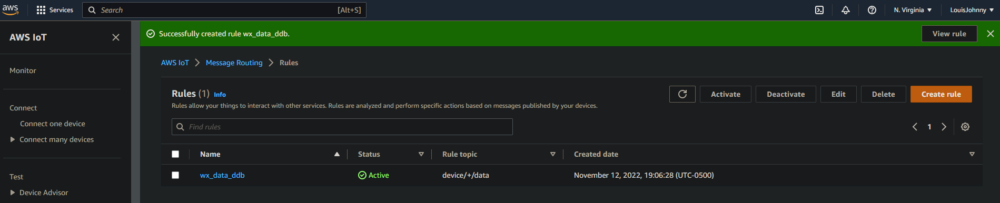 aws Services Search [Alt+S] N. Virginia LouisJohnny
AWS IoT
Successfully created rule wx_data_ddb. View rule
Monitor
Connect
Connect one device
Connect many devices
Test
Device Advisor
AWS IoT Message Routing Rules
Rules (1) Info
Rules allow your things to interact with other services. Rules are analyzed and perform specific actions based on messages published by your devices.
Activate Deactivate Edit Delete Create rule
Find rules
1
Name Status Rule topic Created date
wx_data_ddb Active device/+/data November 12, 2022, 19:06:28 (UTC-0500)